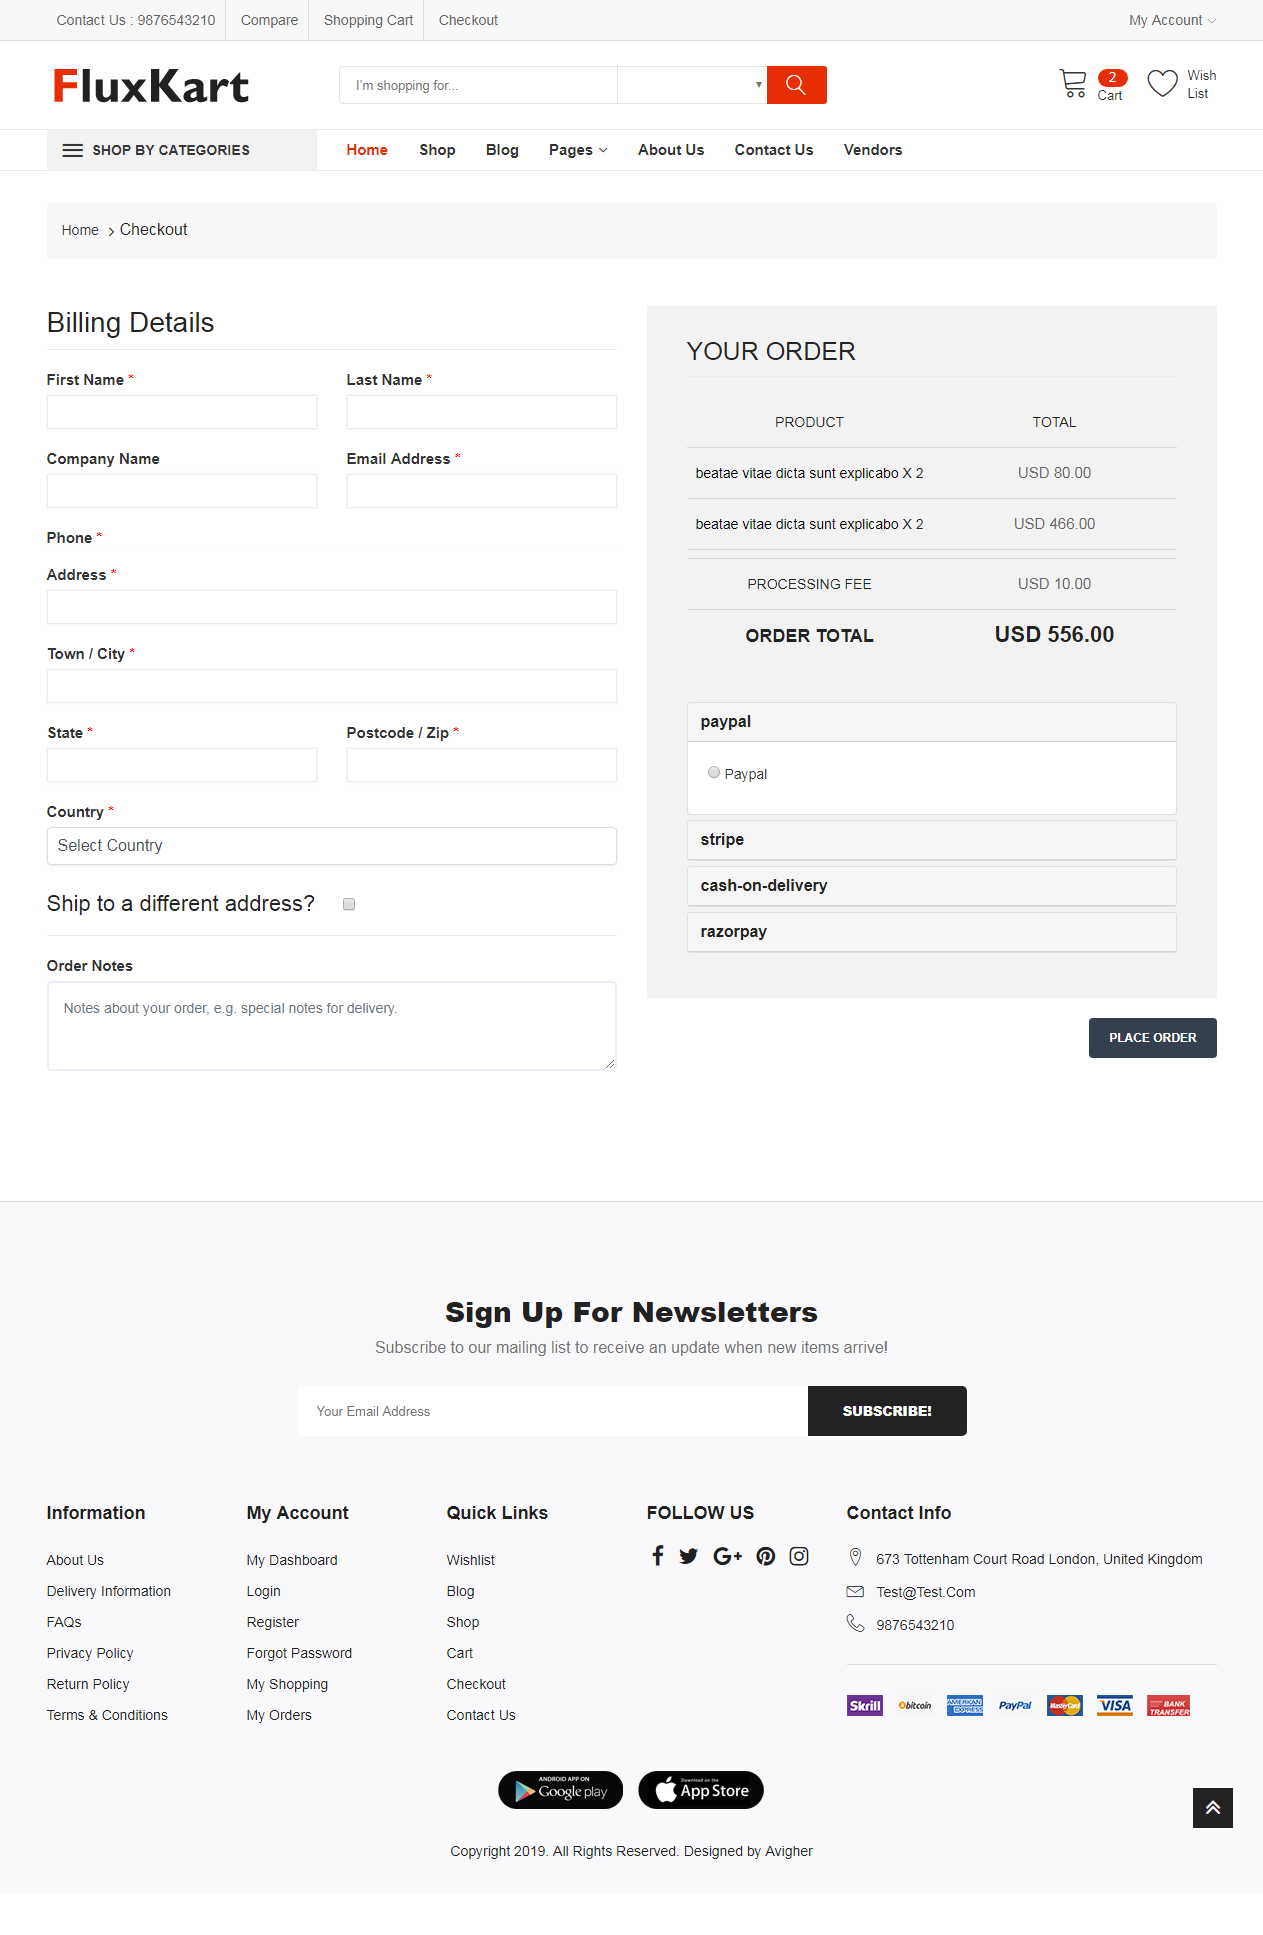 Contact Us : 9876543210
Compare
Shopping Cart
Checkout
My Account
FluxKart
I'm shopping for...
2
Cart
Wish
List
SHOP BY CATEGORIES
Home
Shop
Blog
Pages
About Us
Contact Us
Vendors
Home
Checkout
Billing Details
First Name *
Last Name *
Company Name
Email Address *
Phone *
Address *
Town / City *
State *
Postcode / Zip *
Country *
Select Country
Ship to a different address?
Order Notes
Notes about your order, e.g. special notes for delivery.
YOUR ORDER
PRODUCT
TOTAL
beatae vitae dicta sunt explicabo X 2
USD 80.00
beatae vitae dicta sunt explicabo X 2
USD 466.00
PROCESSING FEE
USD 10.00
ORDER TOTAL
USD 556.00
paypal
Paypal
stripe
cash-on-delivery
razorpay
PLACE ORDER
Sign Up For Newsletters
Subscribe to our mailing list to receive an update when new items arrive!
Your Email Address
SUBSCRIBE!
Information
About Us
Delivery Information
FAQs
Privacy Policy
Return Policy
Terms & Conditions
My Account
My Dashboard
Login
Register
Forgot Password
My Shopping
My Orders
Quick Links
Wishlist
Blog
Shop
Cart
Checkout
Contact Us
FOLLOW US
Contact Info
673 Tottenham Court Road London, United Kingdom
Test@Test.Com
9876543210
Skrill
bitcoin
AMERICAN EXPRESS
PayPal
MasterCard
VISA
BANK TRANSFER
ANDROID APP ON
Google play
Download on the
App Store
Copyright 2019. All Rights Reserved. Designed by Avigher